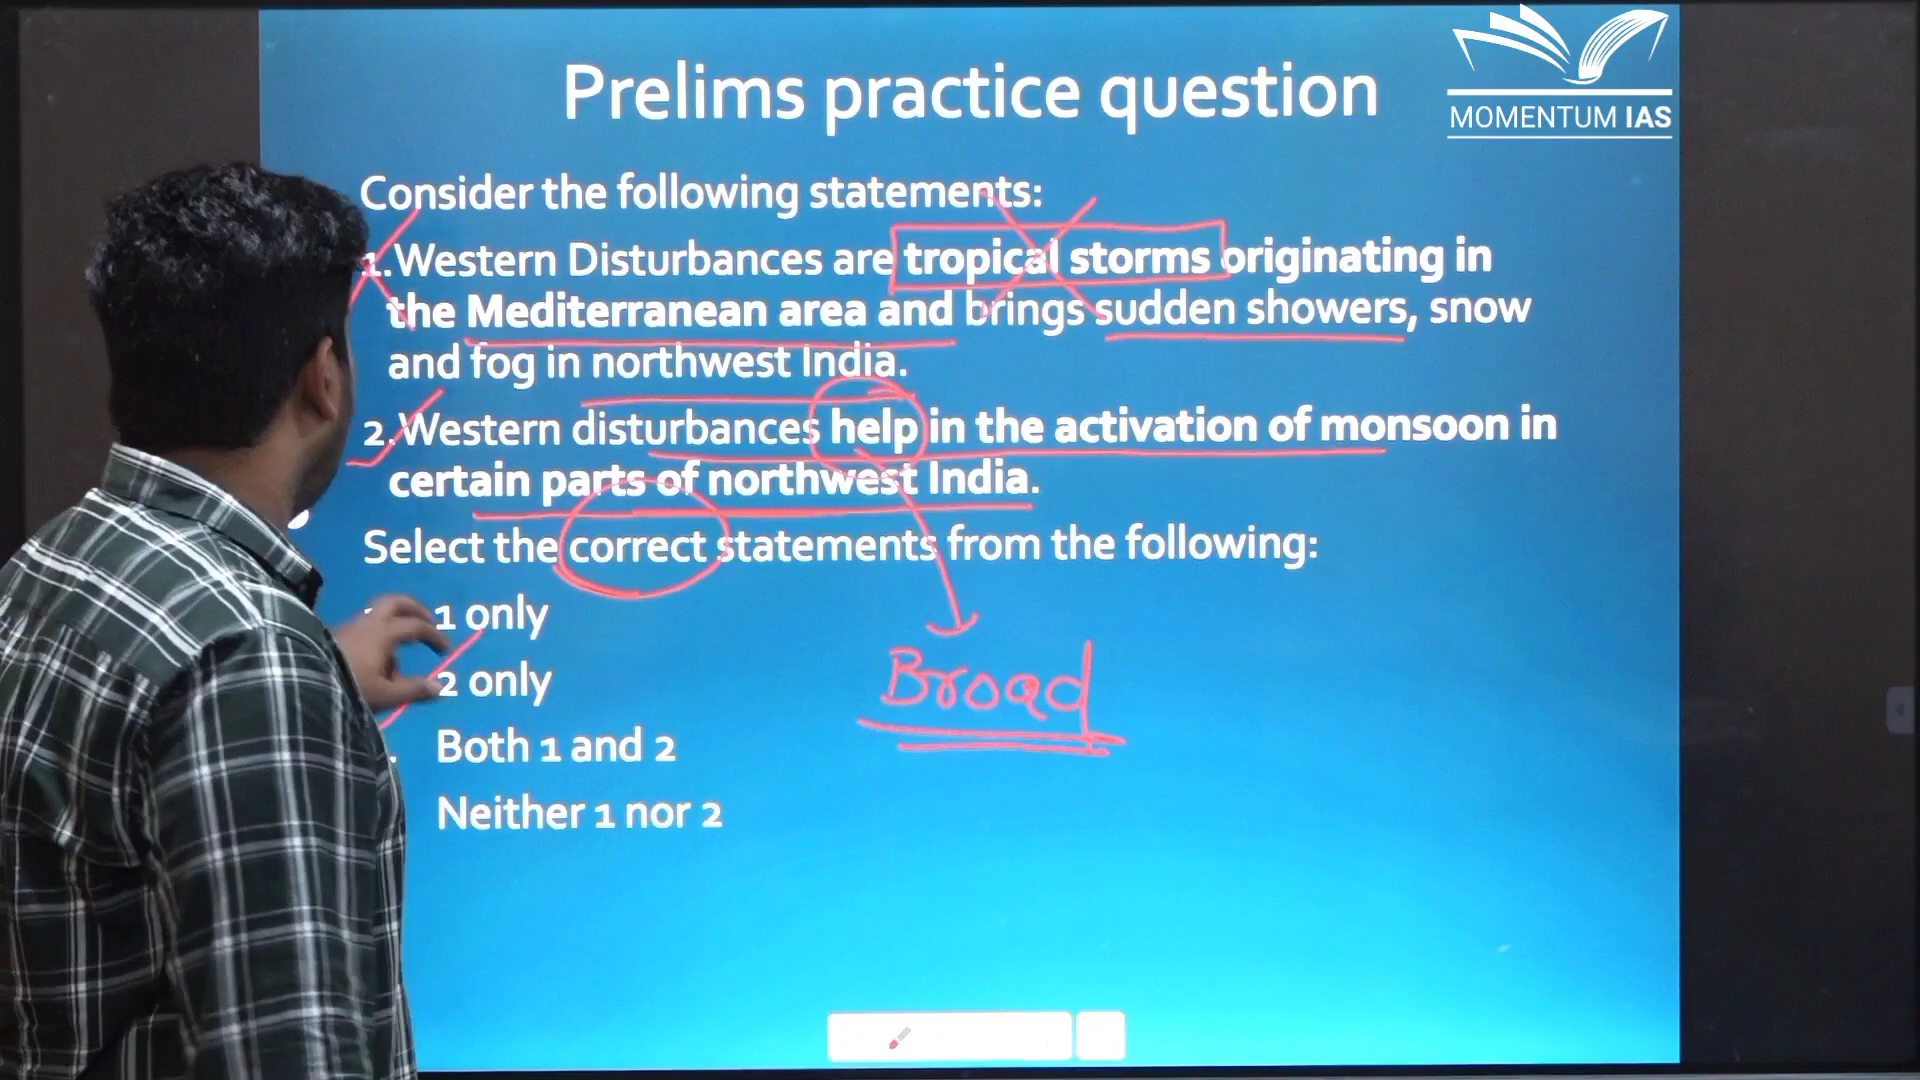 Prelims practice question
MOMENTUM IAS
Consider the following statements:
1.Western Disturbances are tropical storms originating in
the Mediterranean area and brings sudden showers, snow
and fog in northwest India.
2.Western disturbances help in the activation of monsoon in
certain parts of northwest India.
Select the correct statements from the following:
1 only
2 only
Broad
Both 1 and 2
Neither 1 nor 2